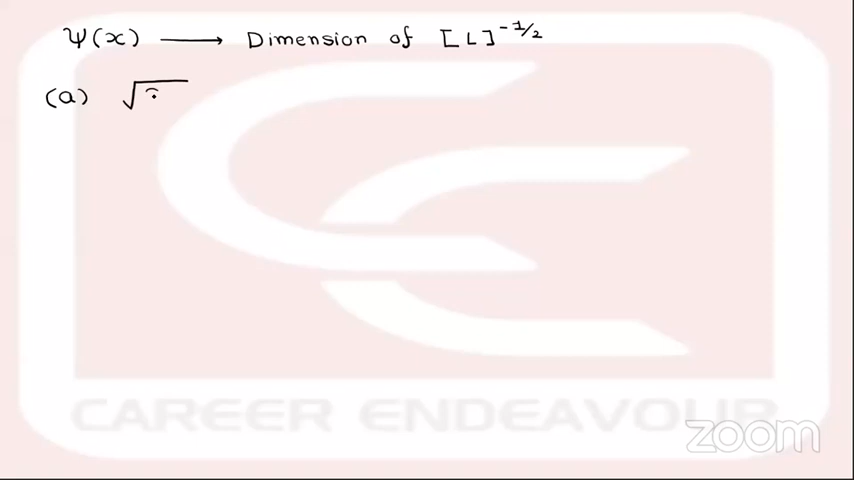 Ψ(x) ⟶ Dimension of [L]^{-1/2}
(a) √
CAREER ENDEAVOUR
zoom